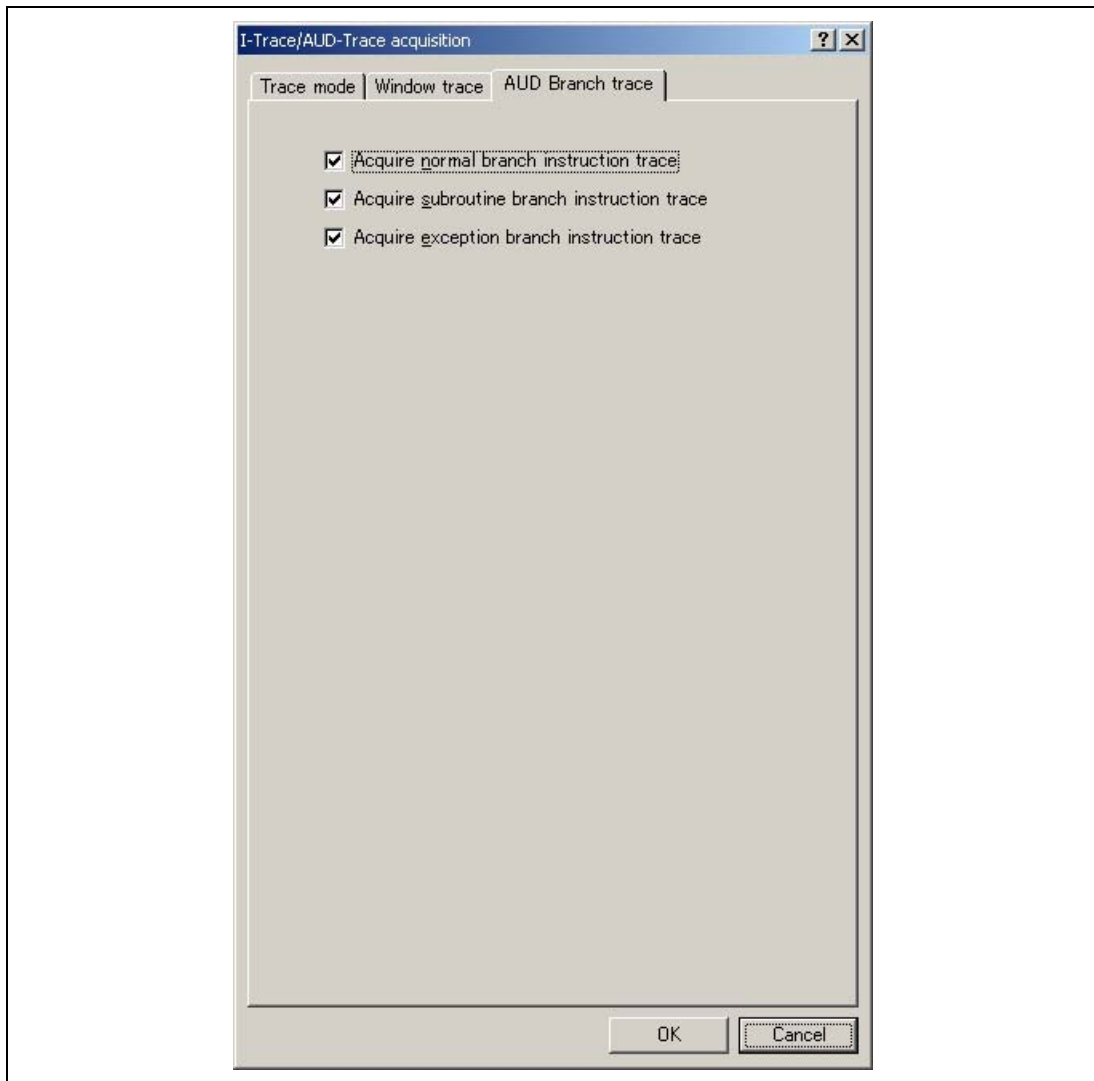 I-Trace/AUD-Trace acquisition
Trace mode Window trace AUD Branch trace
Acquire normal branch instruction trace
Acquire subroutine branch instruction trace
Acquire exception branch instruction trace
OK Cancel